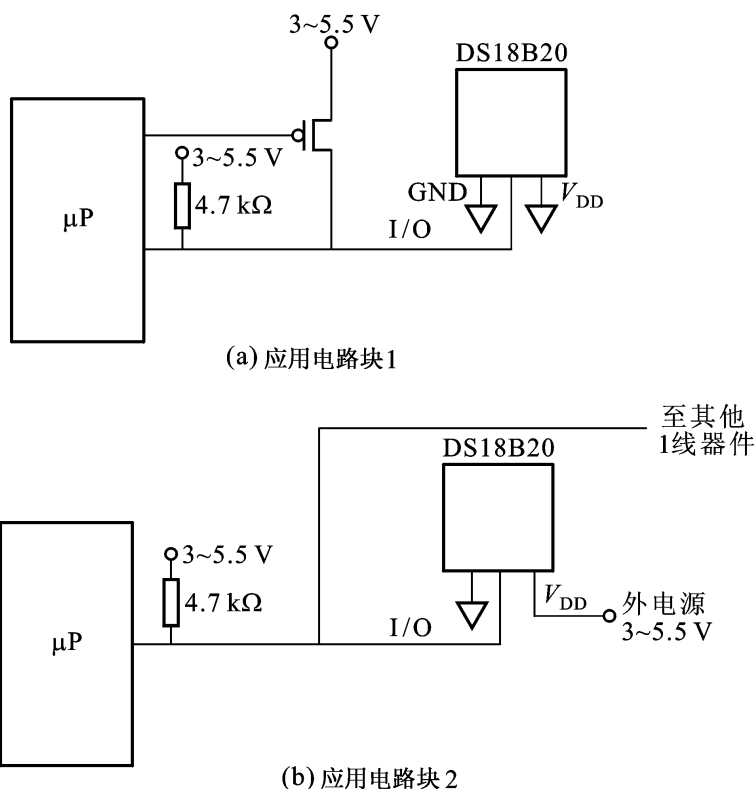 3~5.5 V
DS18B20
3~5.5 V
μP
4.7 kΩ
GND
VDD
I/O
(a) 应用电路块1
至其他
1线器件
DS18B20
3~5.5 V
4.7 kΩ
μP
VDD
外电源
3~5.5 V
I/O
(b) 应用电路块2